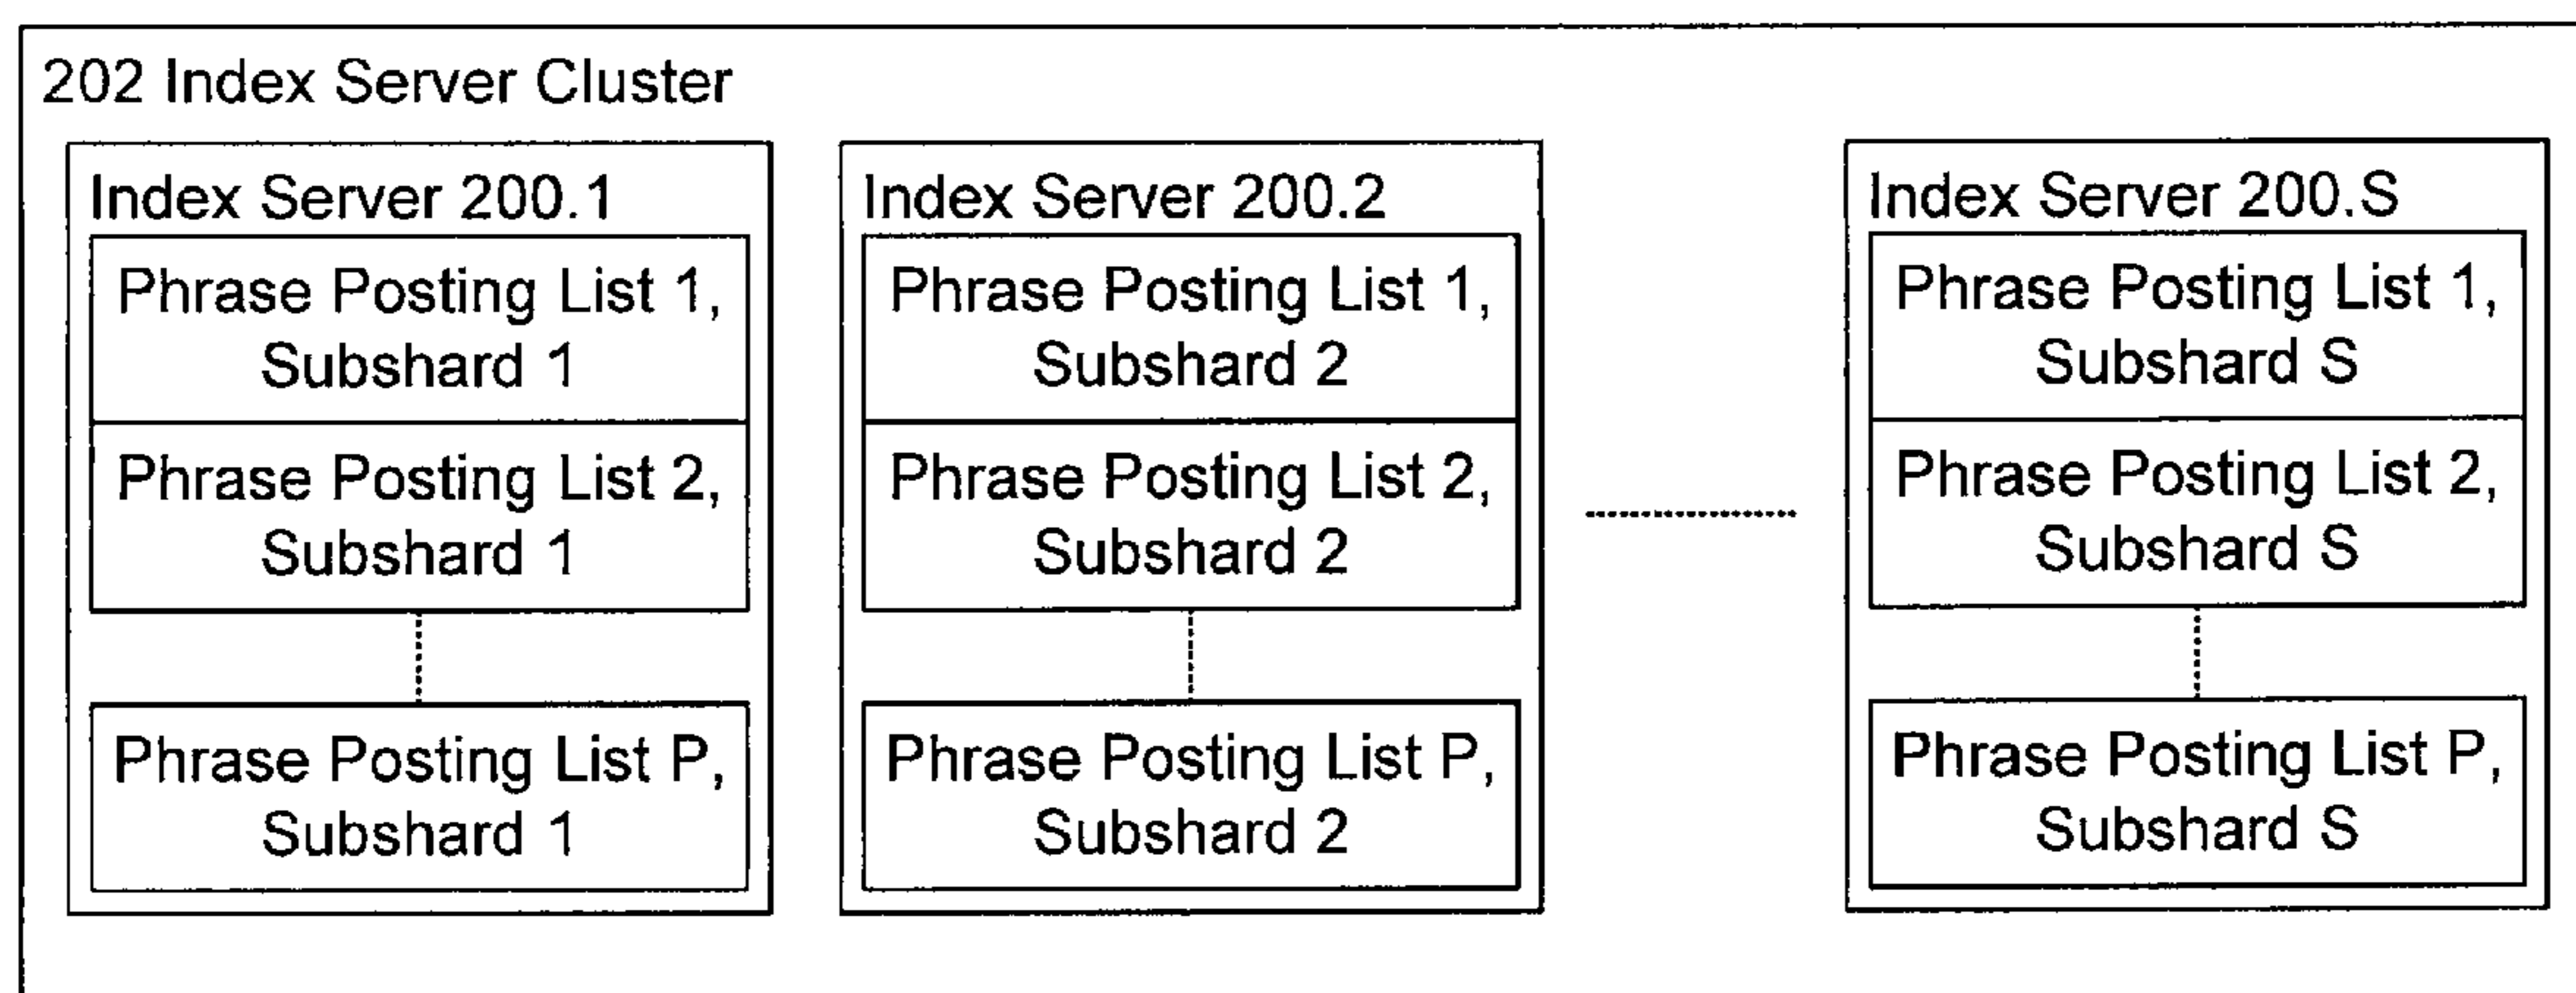 202 Index Server Cluster
Index Server 200.1
Phrase Posting List 1,
Subshard 1
Phrase Posting List 2,
Subshard 1
Phrase Posting List P,
Subshard 1
Index Server 200.2
Phrase Posting List 1,
Subshard 2
Phrase Posting List 2,
Subshard 2
Phrase Posting List P,
Subshard 2
Index Server 200.S
Phrase Posting List 1,
Subshard S
Phrase Posting List 2,
Subshard S
Phrase Posting List P,
Subshard S